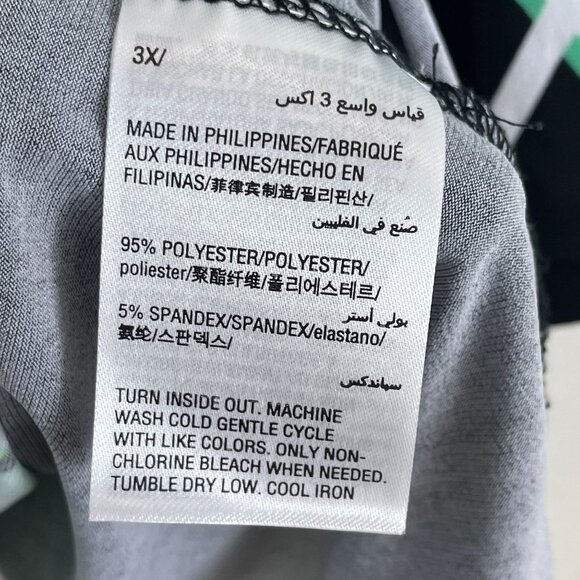 3X/
قياس واسع 3 اكس
MADE IN PHILIPPINES/FABRIQUÉ
AUX PHILIPPINES/HECHO EN
FILIPINAS/菲律宾制造/필리핀산/
صُنع في الفلبين
95% POLYESTER/POLYESTER/
poliester/聚酯纤维/폴리에스테르/
بولي أستر
5% SPANDEX/SPANDEX/elastano/
氨纶/스판덱스/
سباندكس
TURN INSIDE OUT. MACHINE
WASH COLD GENTLE CYCLE
WITH LIKE COLORS. ONLY NON-
CHLORINE BLEACH WHEN NEEDED.
TUMBLE DRY LOW. COOL IRON